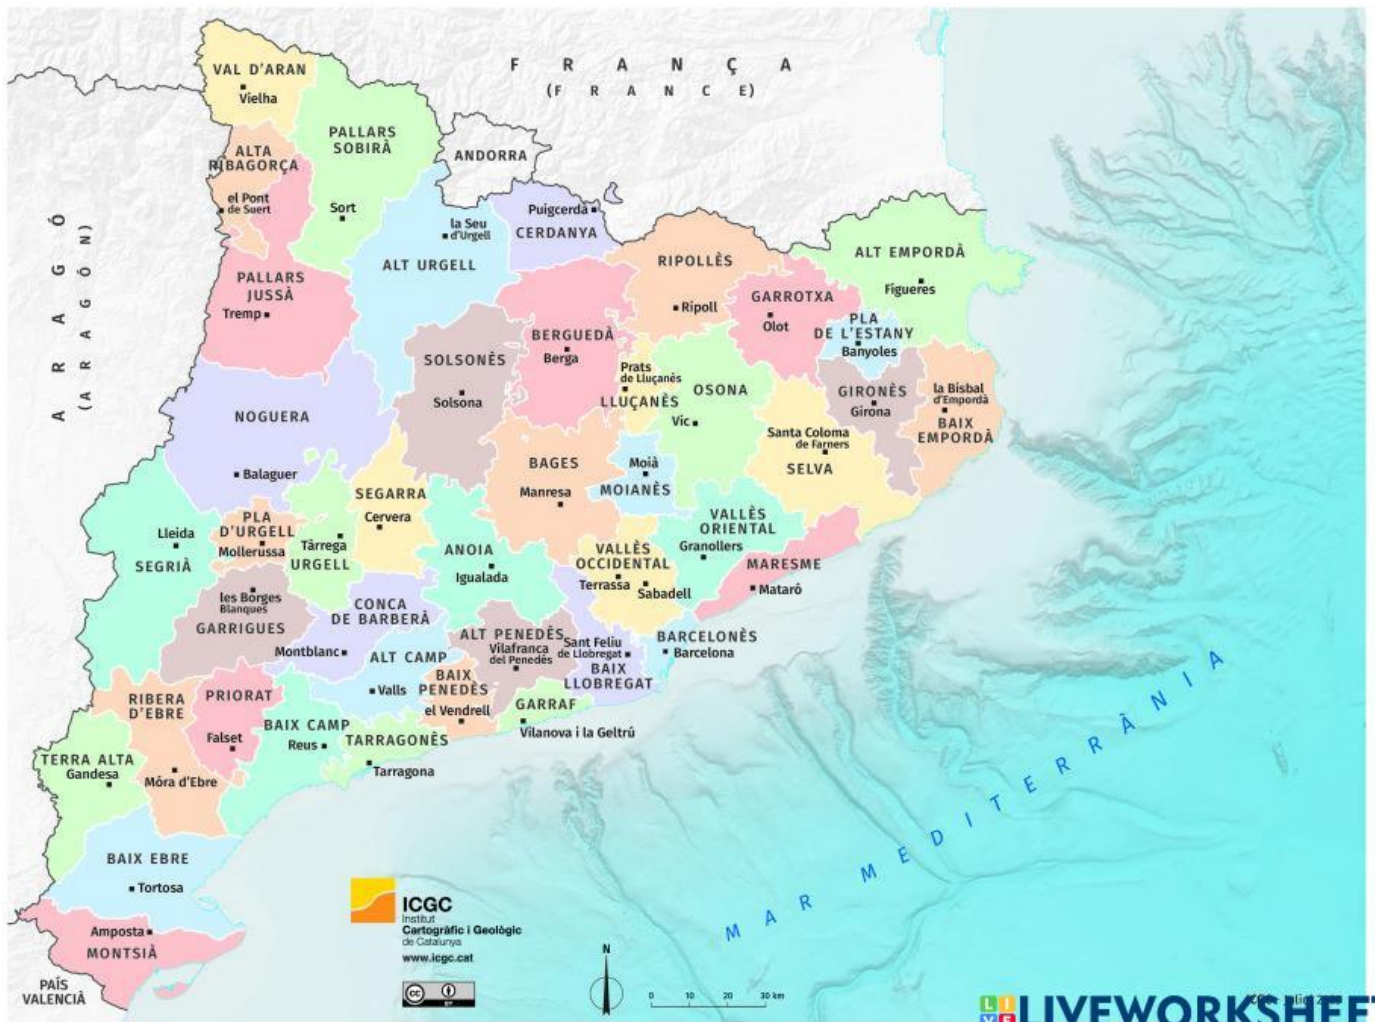 F R A N Ç A
(F R A N C E)
VAL D'ARAN
Vielha
PALLARS
SOBIRÀ
Sort
ANDORRA
ALTA
RIBAGORÇA
el Pont
de Suert
A R A G Ó
(A R A G Ó N)
la Seu
d'Urgell
ALT URGELL
Puigcerdà
CERDANYA
RIPOLLÈS
Ripoll
ALT EMPORDÀ
Figueres
PALLARS
JUSSÀ
Tremp
GARROTXA
Olot
PLA
DE L'ESTANY
Banyoles
BERGUEDÀ
Berga
SOLSONÈS
Solsona
Prats
de Lluçanès
LLUÇANÈS
OSONA
Vic
GIRONÈS
Girona
la Bisbal
d'Empordà
BAIX
EMPORDÀ
NOGUERA
Balaguer
Santa Coloma
de Farners
SELVA
BAGES
Manresa
Moià
MOIANÈS
SEGARRA
Cervera
Lleida
SEGRIÀ
PLA
D'URGELL
Mollerussa
Tàrrega
URGELL
ANOIA
Igualada
VALLÈS
ORIENTAL
Granollers
VALLÈS
OCCIDENTAL
Terrassa
Sabadell
MARESME
Mataró
les Borges
Blanques
GARRIGUES
CONCA
DE BARBERÀ
Montblanc
ALT PENEDÈS
Vilafranca
del Penedès
Sant Feliu
de Llobregat
BAIX
LLOBREGAT
BARCELONÈS
Barcelona
ALT CAMP
Valls
BAIX
PENEDÈS
el Vendrell
GARRAF
Vilanova i la Geltrú
RIBERA
D'EBRE
Móra d'Ebre
PRIORAT
Falset
BAIX CAMP
Reus
TARRAGONÈS
Tarragona
TERRA ALTA
Gandesa
BAIX EBRE
Tortosa
Amposta
MONTSIÀ
PAÍS
VALENCIÀ
MAR MEDITERRÀNIA
ICGC
Institut
Cartogràfic i Geològic
de Catalunya
www.icgc.cat
cc
BY
N
0 10 20 30 km
LIVEWORKSHEET